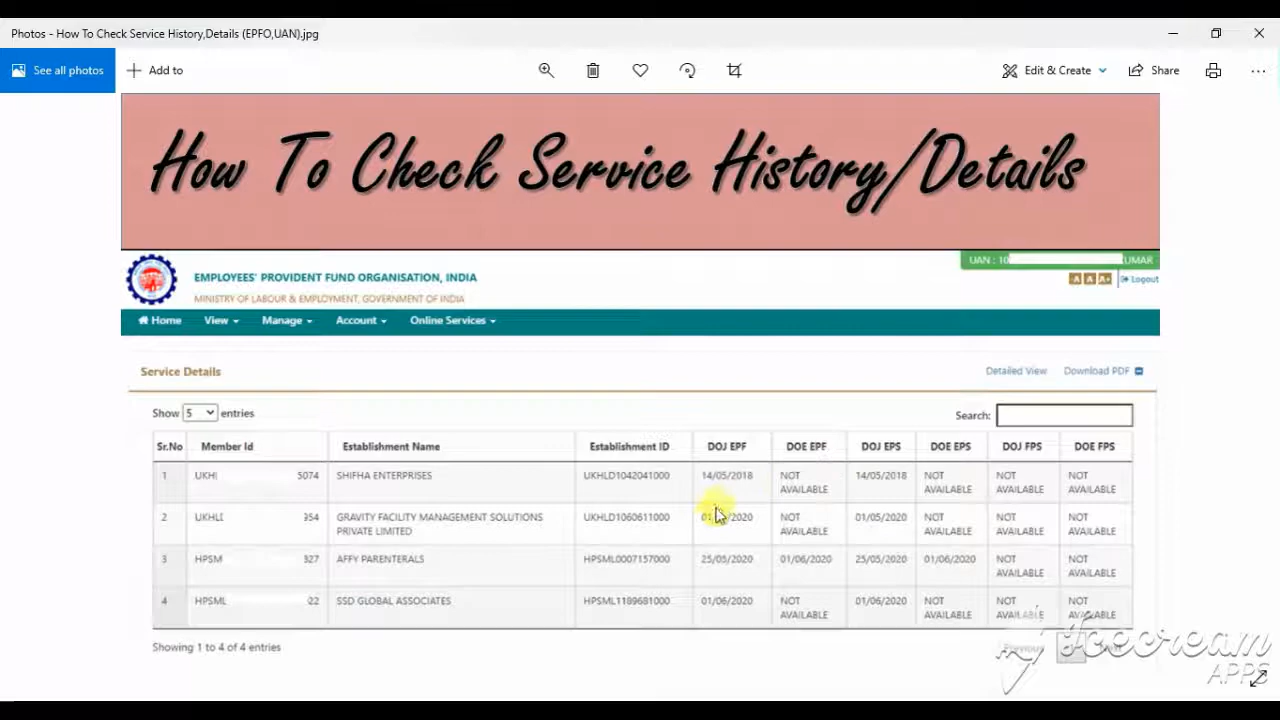 Photos - How To Check Service History,Details (EPFO,UAN).jpg
See all photos
Add to
Edit & Create
Share
How To Check Service History/Details
EMPLOYEES' PROVIDENT FUND ORGANISATION, INDIA
MINISTRY OF LABOUR & EMPLOYMENT, GOVERNMENT OF INDIA
UAN : 10 UMAR
-A A A+ Logout
Home View Manage Account Online Services
Service Details
Detailed View Download PDF
Show 5 entries
Search:
Sr.No Member Id Establishment Name Establishment ID DOJ EPF DOE EPF DOJ EPS DOE EPS DOJ FPS DOE FPS
1 UKH 5074 SHIFHA ENTERPRISES UKHLD1042041000 14/05/2018 NOT 14/05/2018 NOT NOT NOT
AVAILABLE AVAILABLE AVAILABLE AVAILABLE
2 UKHL 354 GRAVITY FACILITY MANAGEMENT SOLUTIONS UKHLD1060611000 NOT 01/05/2020 NOT NOT NOT
PRIVATE LIMITED AVAILABLE AVAILABLE AVAILABLE AVAILABLE
3 HPSM 327 AFFY PARENTERALS HPSML0007157000 25/05/2020 01/06/2020 25/05/2020 01/06/2020 NOT NOT
AVAILABLE AVAILABLE
4 HPSML 22 SSD GLOBAL ASSOCIATES HPSML1189681000 01/06/2020 NOT 01/06/2020 NOT NOT NOT
AVAILABLE AVAILABLE AVAILABLE AVAILABLE
Showing 1 to 4 of 4 entries
Previous
my Icecream
APPS